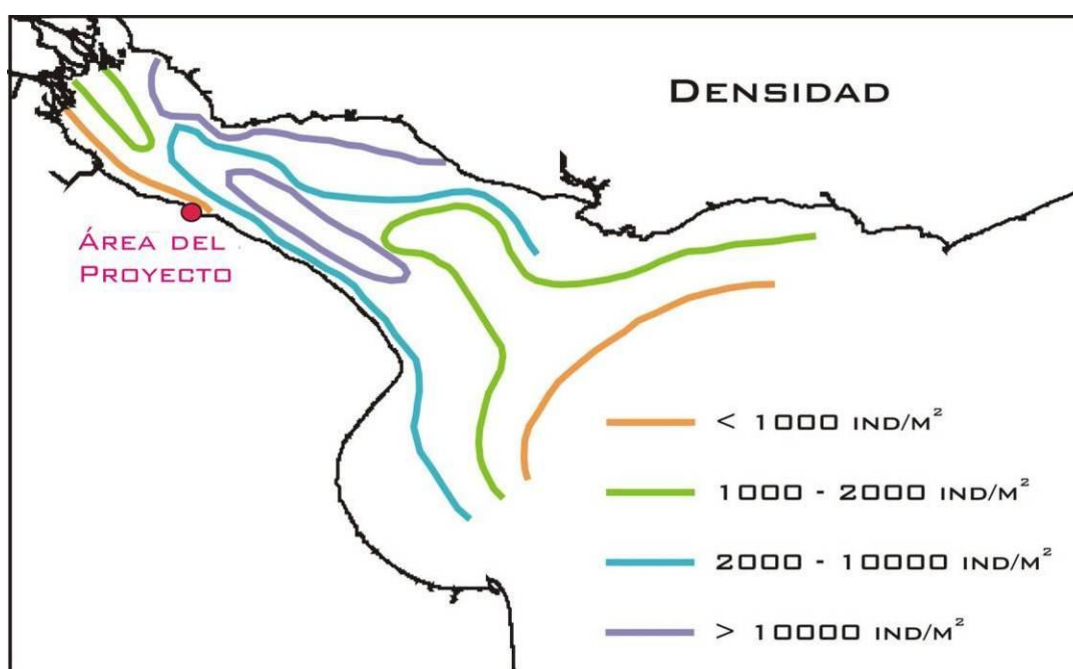 DENSIDAD
ÁREA DEL
PROYECTO
< 1000 IND/M²
1000 - 2000 IND/M²
2000 - 10000 IND/M²
> 10000 IND/M²